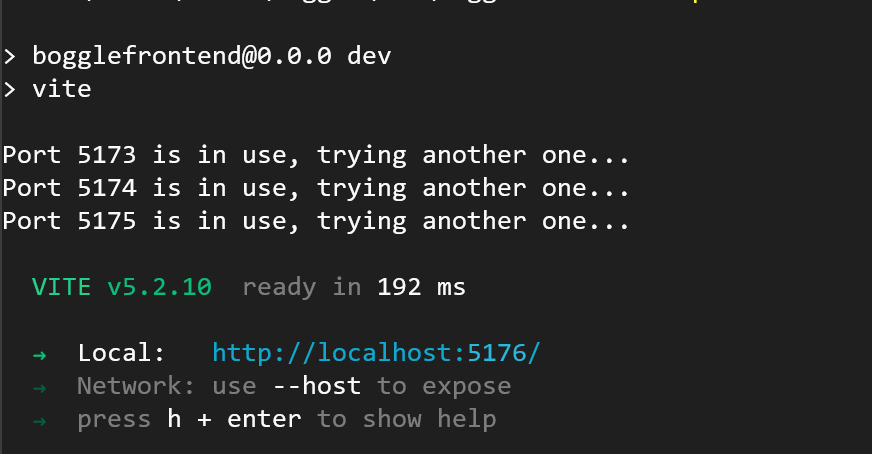 > bogglefrontend@0.0.0 dev
> vite
Port 5173 is in use, trying another one...
Port 5174 is in use, trying another one...
Port 5175 is in use, trying another one...
VITE v5.2.10 ready in 192 ms
→ Local: http://localhost:5176/
→ Network: use --host to expose
→ press h + enter to show help